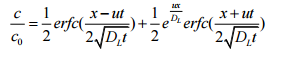 c/c₀ = 1/2 erfc(x−ut / 2√D_L t) + 1/2 e^(ux/D_L) erfc(x+ut / 2√D_L t)